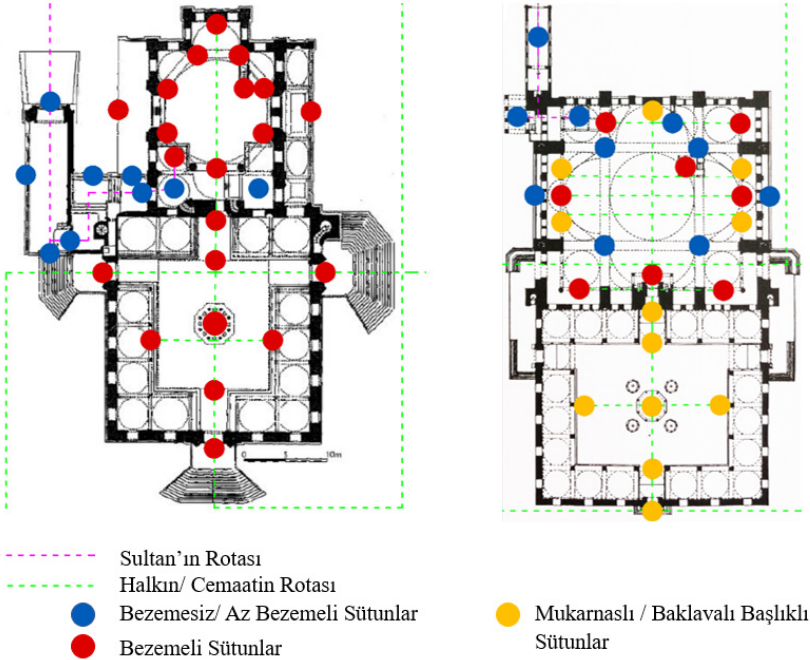 0 5 10m
Sultan'ın Rotası
Halkın/ Cemaatin Rotası
Bezemesiz/ Az Bezemeli Sütunlar
Bezemeli Sütunlar
Mukarnaslı / Baklavalı Başlıklı
Sütunlar